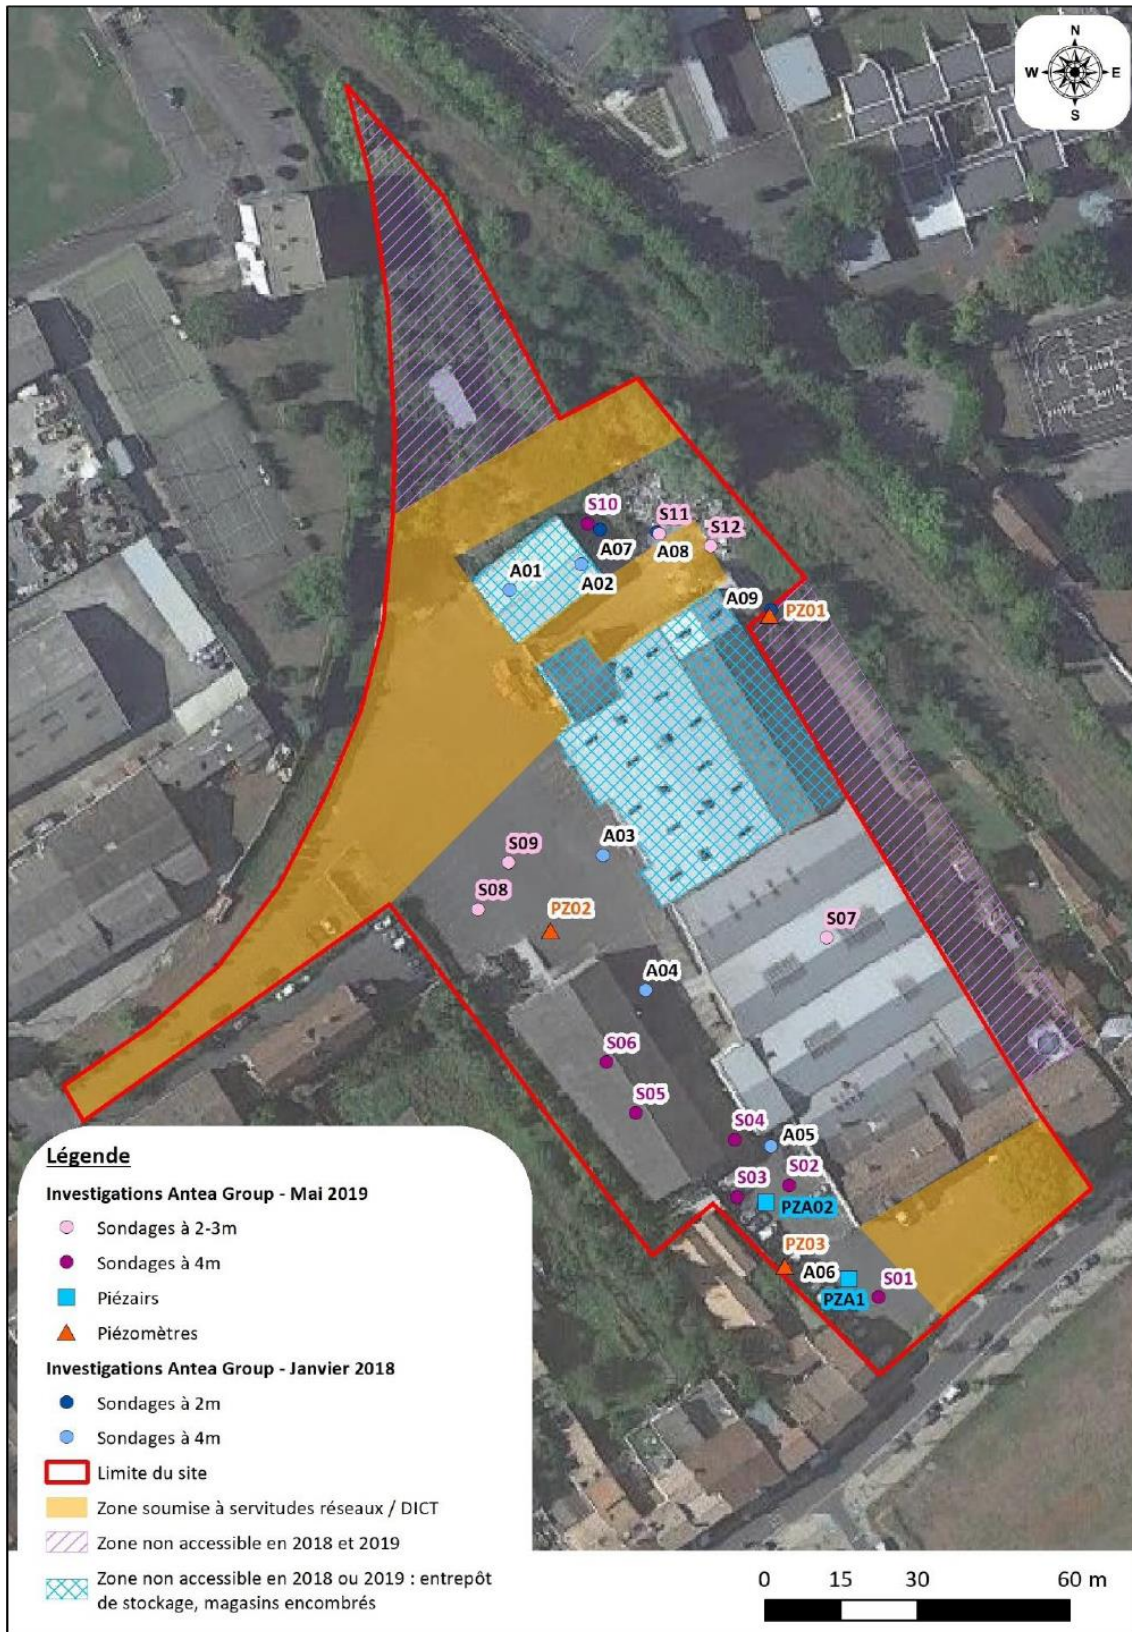 N
W E
S
S10
S11
S12
A07
A08
A01
A02
A09
PZ01
A03
S09
S08
PZ02
S07
A04
S06
S05
S04
A05
S02
S03
PZA02
PZ03
A06
S01
PZA1
Légende
Investigations Antea Group - Mai 2019
Sondages à 2-3m
Sondages à 4m
Piézairs
Piézomètres
Investigations Antea Group - Janvier 2018
Sondages à 2m
Sondages à 4m
Limite du site
Zone soumise à servitudes réseaux / DICT
Zone non accessible en 2018 et 2019
Zone non accessible en 2018 ou 2019 : entrepôt
de stockage, magasins encombrés
0 15 30 60 m